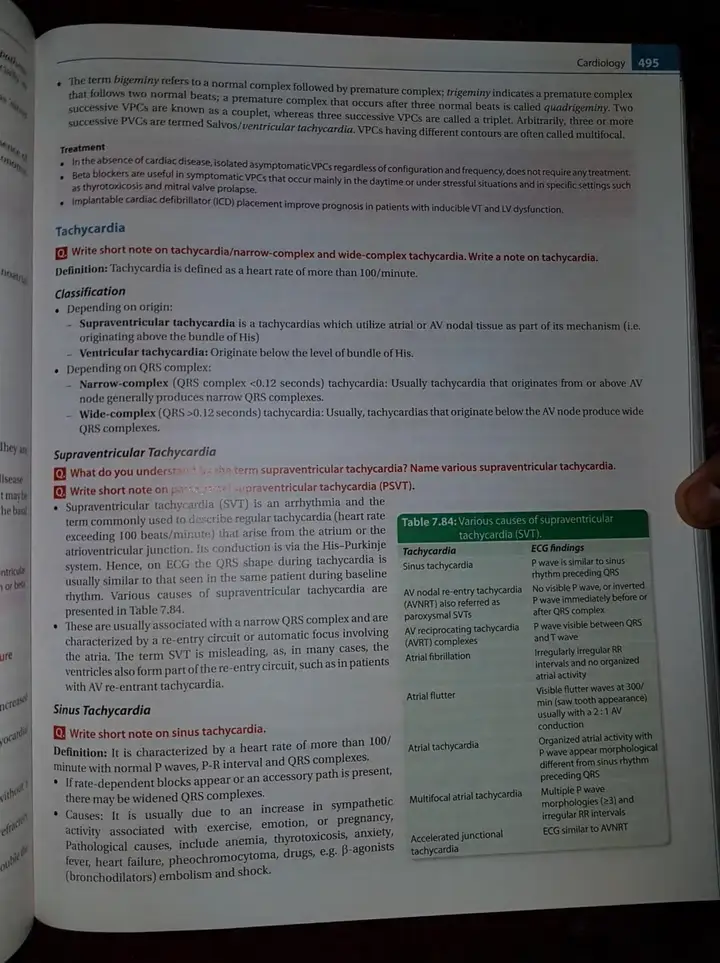 Cardiology 495
• The term bigeminy refers to a normal complex followed by premature complex; trigeminy indicates a premature complex
that follows two normal beats; a premature complex that occurs after three normal beats is called quadrigeminy. Two
successive VPCs are known as a couplet, whereas three successive VPCs are called a triplet. Arbitrarily, three or more
successive PVCs are termed Salvos/ventricular tachycardia. VPCs having different contours are often called multifocal.
Treatment
• In the absence of cardiac disease, isolated asymptomatic VPCs regardless of configuration and frequency, does not require any treatment.
• Beta blockers are useful in symptomatic VPCs that occur mainly in the daytime or under stressful situations and in specific settings such
as thyrotoxicosis and mitral valve prolapse.
• Implantable cardiac defibrillator (ICD) placement improve prognosis in patients with inducible VT and LV dysfunction.
Tachycardia
Q. Write short note on tachycardia/narrow-complex and wide-complex tachycardia. Write a note on tachycardia.
Definition: Tachycardia is defined as a heart rate of more than 100/minute.
Classification
• Depending on origin:
– Supraventricular tachycardia is a tachycardias which utilize atrial or AV nodal tissue as part of its mechanism (i.e.
originating above the bundle of His)
– Ventricular tachycardia: Originate below the level of bundle of His.
• Depending on QRS complex:
– Narrow-complex (QRS complex <0.12 seconds) tachycardia: Usually tachycardia that originates from or above AV
node generally produces narrow QRS complexes.
– Wide-complex (QRS >0.12 seconds) tachycardia: Usually, tachycardias that originate below the AV node produce wide
QRS complexes.
Supraventricular Tachycardia
Q. What do you understand by the term supraventricular tachycardia? Name various supraventricular tachycardia.
Q. Write short note on supraventricular tachycardia (PSVT).
• Supraventricular tachycardia (SVT) is an arrhythmia and the
term commonly used to describe regular tachycardia (heart rate
exceeding 100 beats/minute) that arise from the atrium or the
atrioventricular junction. Its conduction is via the His–Purkinje
system. Hence, on ECG the QRS shape during tachycardia is
usually similar to that seen in the same patient during baseline
rhythm. Various causes of supraventricular tachycardia are
presented in Table 7.84.
• These are usually associated with a narrow QRS complex and are
characterized by a re-entry circuit or automatic focus involving
the atria. The term SVT is misleading, as, in many cases, the
ventricles also form part of the re-entry circuit, such as in patients
with AV re-entrant tachycardia.
Sinus Tachycardia
Q. Write short note on sinus tachycardia.
Definition: It is characterized by a heart rate of more than 100/
minute with normal P waves, P-R interval and QRS complexes.
• If rate-dependent blocks appear or an accessory path is present,
there may be widened QRS complexes.
• Causes: It is usually due to an increase in sympathetic
activity associated with exercise, emotion, or pregnancy,
Pathological causes, include anemia, thyrotoxicosis, anxiety,
fever, heart failure, pheochromocytoma, drugs, e.g. β-agonists
(bronchodilators) embolism and shock.
Table 7.84: Various causes of supraventricular
tachycardia (SVT).
Tachycardia ECG findings
Sinus tachycardia P wave is similar to sinus
rhythm preceding QRS
AV nodal re-entry tachycardia No visible P wave, or inverted
(AVNRT) also referred as P wave immediately before or
paroxysmal SVTs after QRS complex
AV reciprocating tachycardia P wave visible between QRS
(AVRT) complexes and T wave
Atrial fibrillation Irregularly irregular RR
intervals and no organized
atrial activity
Atrial flutter Visible flutter waves at 300/
min (saw tooth appearance)
usually with a 2 : 1 AV
conduction
Atrial tachycardia Organized atrial activity with
P wave appear morphological
different from sinus rhythm
preceding QRS
Multifocal atrial tachycardia Multiple P wave
morphologies (≥3) and
irregular RR intervals
Accelerated junctional ECG similar to AVNRT
tachycardia